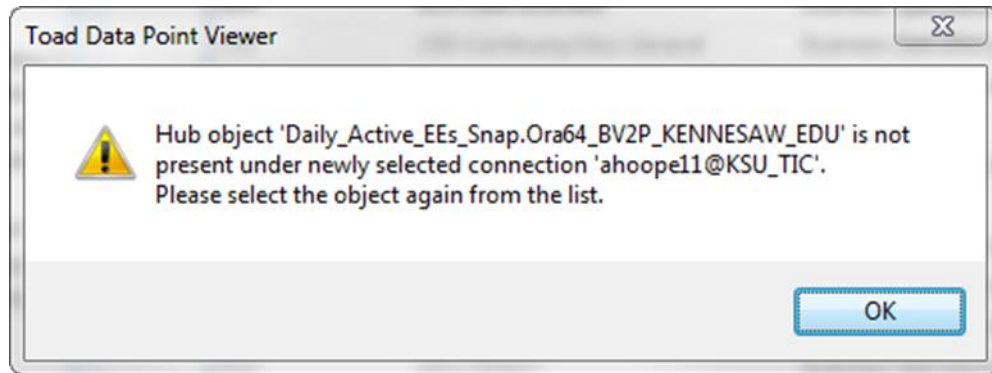 Toad Data Point Viewer
Hub object 'Daily_Active_EEs_Snap.Ora64_BV2P_KENNESAW_EDU' is not
present under newly selected connection 'ahoope11@KSU_TIC'.
Please select the object again from the list.
OK